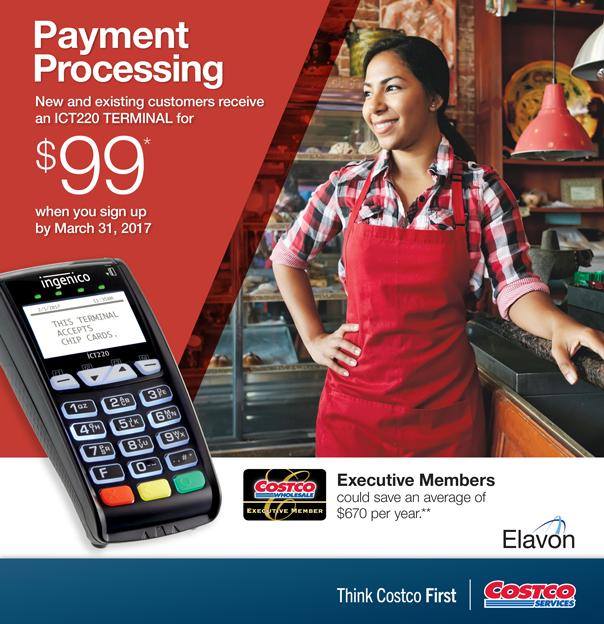 Payment
Processing
New and existing customers receive
an ICT220 TERMINAL for
$99*
when you sign up
by March 31, 2017
ingenico
THIS TERMINAL
ACCEPTS
CHIP CARDS.
iCT220
F
COSTCO
WHOLESALE
EXECUTIVE MEMBER
Executive Members
could save an average of
$670 per year.**
Elavon
Think Costco First
COSTCO
SERVICES